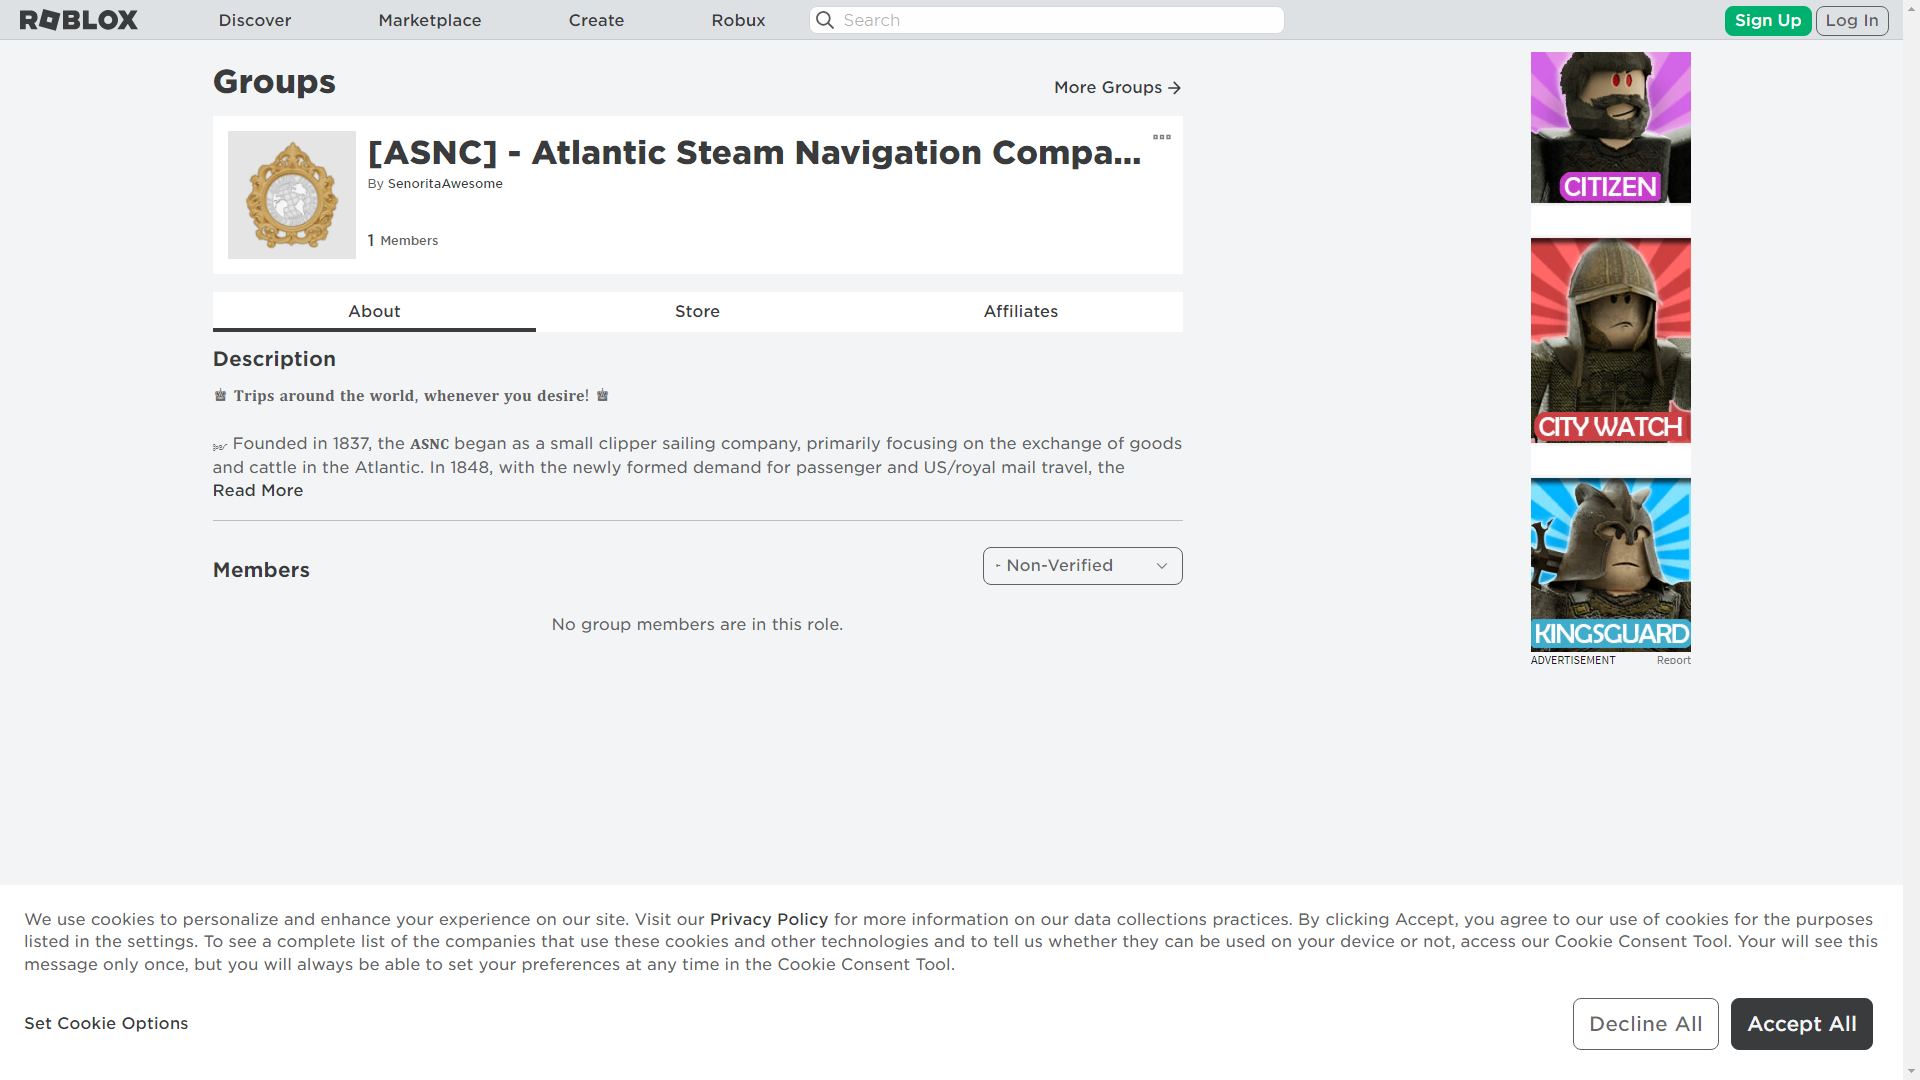 ROBLOX
Discover
Marketplace
Create
Robux
Search
Sign Up
Log In
Groups
More Groups →
[ASNC] - Atlantic Steam Navigation Compa...
By SenoritaAwesome
1 Members
About
Store
Affiliates
Description
♕ Trips around the world, whenever you desire! ♕
Founded in 1837, the ASNC began as a small clipper sailing company, primarily focusing on the exchange of goods
and cattle in the Atlantic. In 1848, with the newly formed demand for passenger and US/royal mail travel, the
Read More
Members
- Non-Verified
No group members are in this role.
CITIZEN
CITY WATCH
KINGSGUARD
ADVERTISEMENT
Report
We use cookies to personalize and enhance your experience on our site. Visit our Privacy Policy for more information on our data collections practices. By clicking Accept, you agree to our use of cookies for the purposes
listed in the settings. To see a complete list of the companies that use these cookies and other technologies and to tell us whether they can be used on your device or not, access our Cookie Consent Tool. Your will see this
message only once, but you will always be able to set your preferences at any time in the Cookie Consent Tool.
Set Cookie Options
Decline All
Accept All